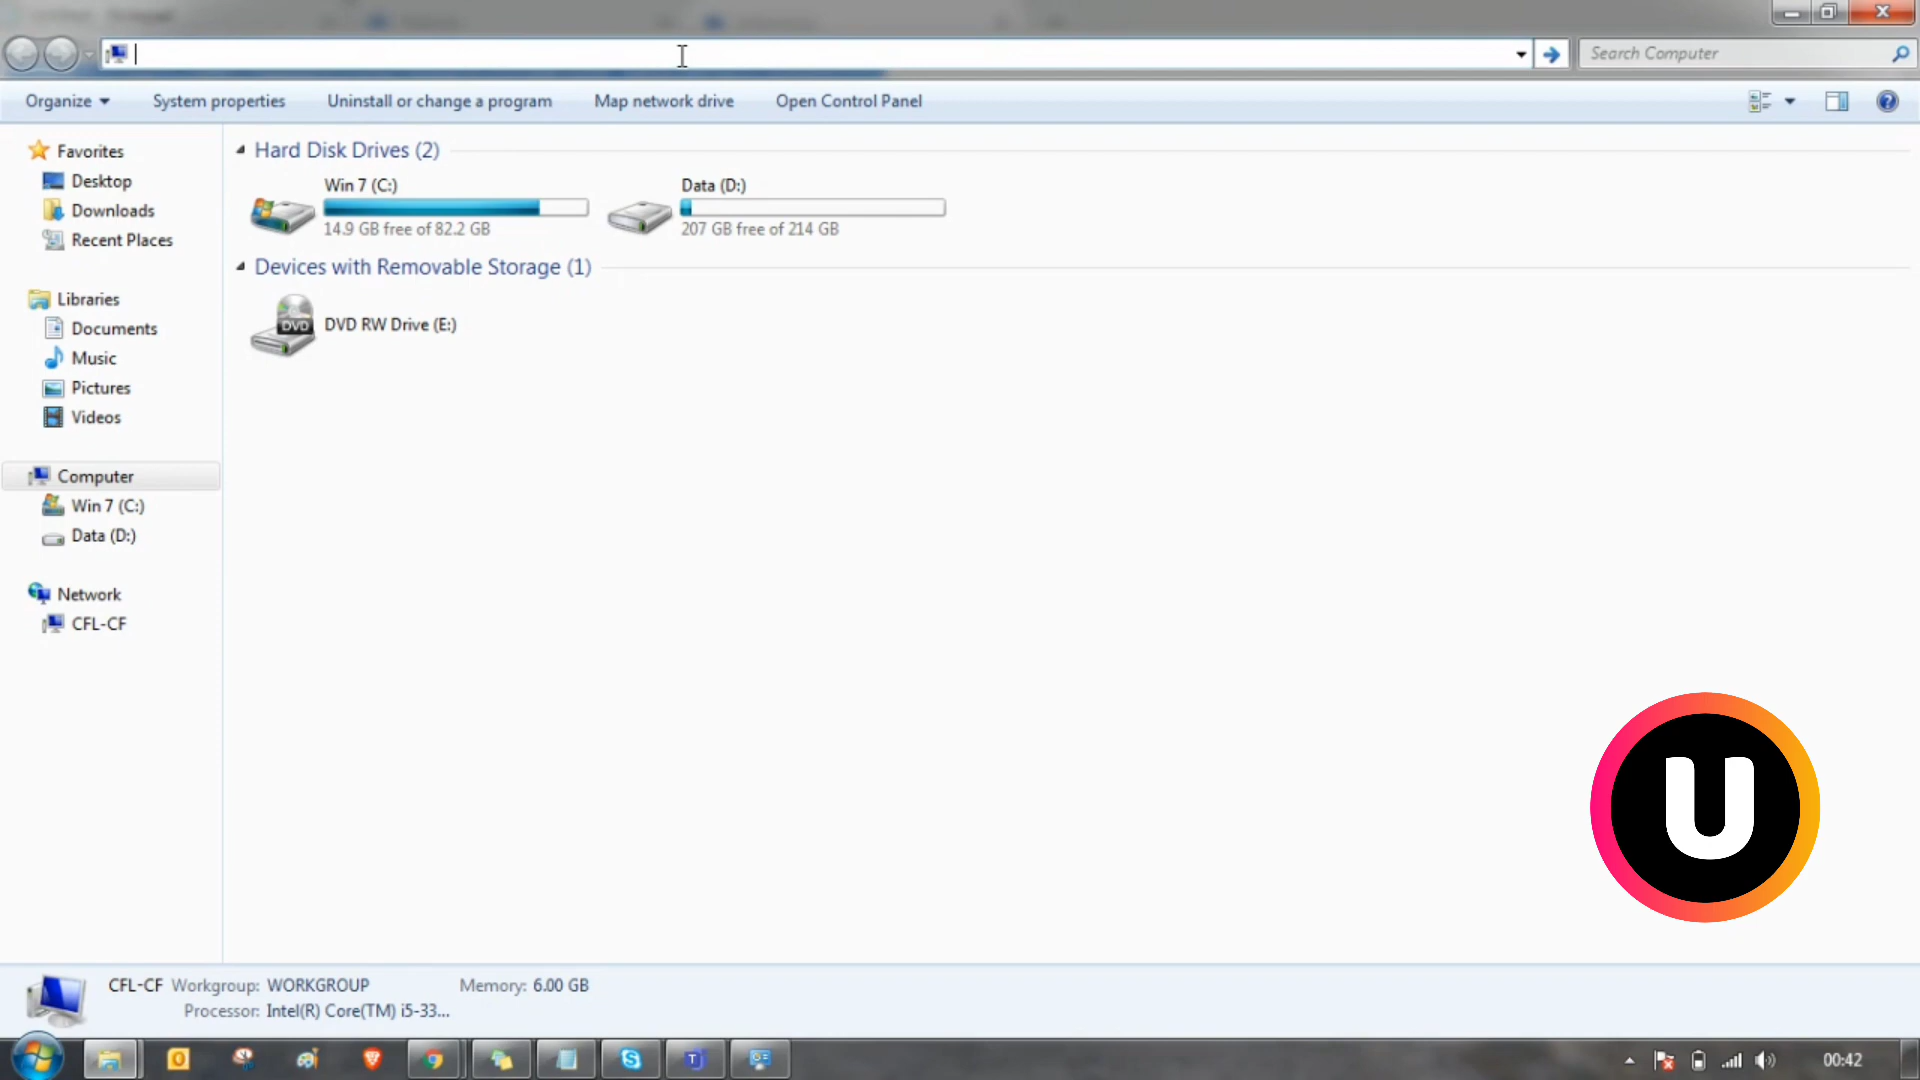 Search Computer
Organize
System properties
Uninstall or change a program
Map network drive
Open Control Panel
Favorites
Desktop
Downloads
Recent Places
Libraries
Documents
Music
Pictures
Videos
Computer
Win 7 (C:)
Data (D:)
Network
CFL-CF
Hard Disk Drives (2)
Win 7 (C:)
14.9 GB free of 82.2 GB
Data (D:)
207 GB free of 214 GB
Devices with Removable Storage (1)
DVD
DVD RW Drive (E:)
U
CFL-CF Workgroup: WORKGROUP Memory: 6.00 GB
Processor: Intel(R) Core(TM) i5-33...
00:42